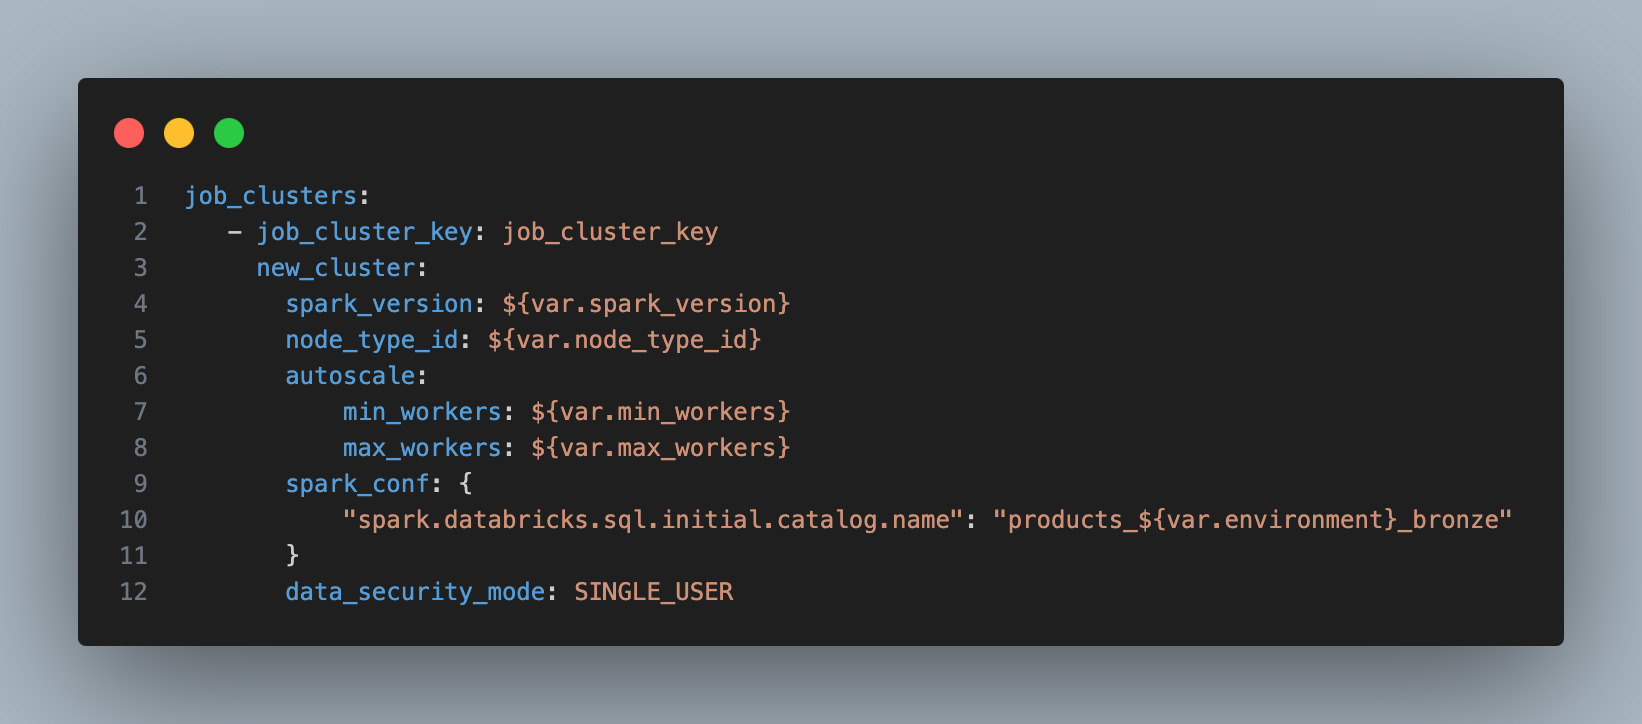 1 job_clusters:
2    - job_cluster_key: job_cluster_key
3      new_cluster:
4        spark_version: ${var.spark_version}
5        node_type_id: ${var.node_type_id}
6        autoscale:
7            min_workers: ${var.min_workers}
8            max_workers: ${var.max_workers}
9        spark_conf: {
10            "spark.databricks.sql.initial.catalog.name": "products_${var.environment}_bronze"
11        }
12        data_security_mode: SINGLE_USER